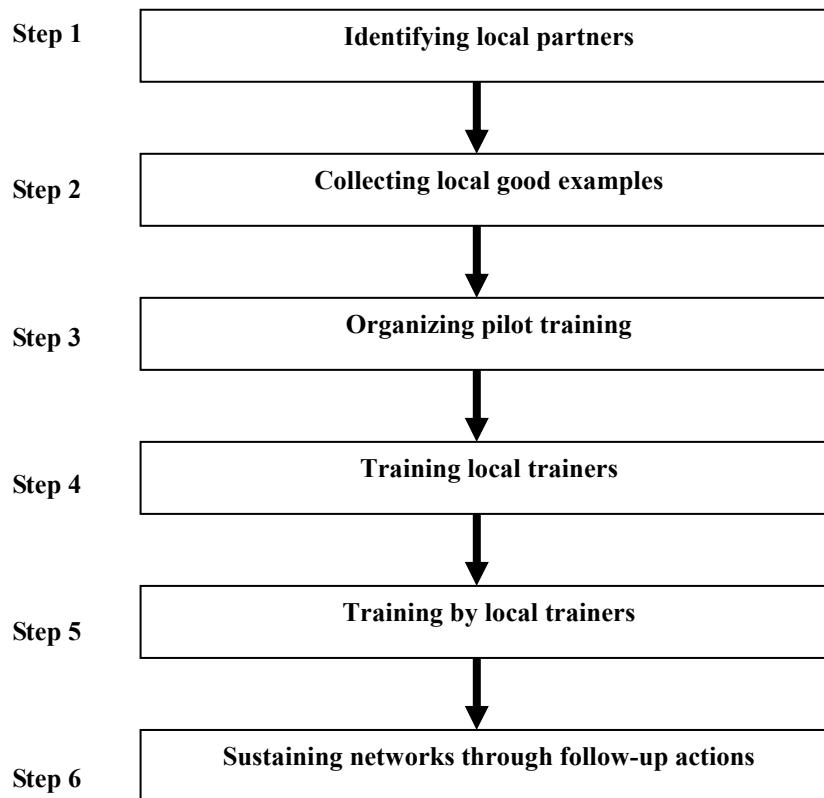 Step 1 Identifying local partners
Step 2 Collecting local good examples
Step 3 Organizing pilot training
Step 4 Training local trainers
Step 5 Training by local trainers
Step 6 Sustaining networks through follow-up actions